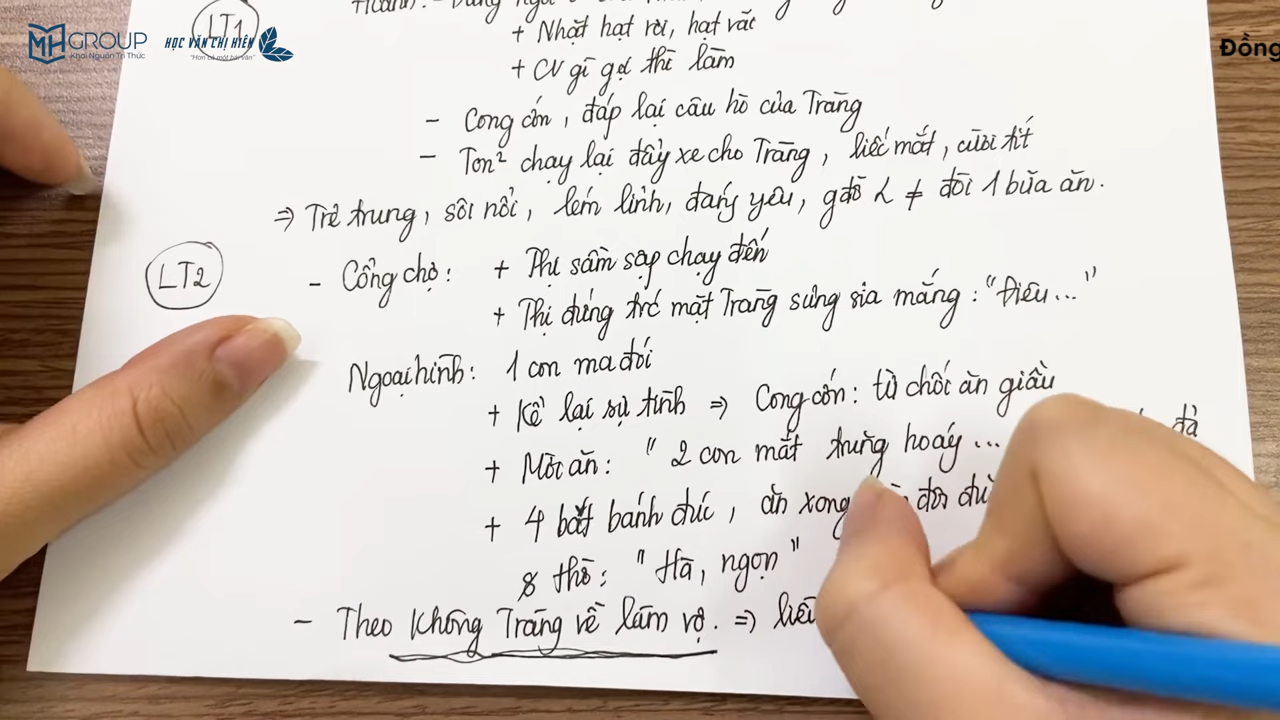 MH GROUP
Khơi Nguồn Tri Thức
HỌC VĂN CHỊ HIÊN
"Hơn cả một bài văn"
Đồng
LT1
+ Nhặt hạt rơi, hạt vãi
+ CV gì gọi thì làm
- Cong cớn, đáp lại câu hò của Tràng
- Ton² chạy lại đẩy xe cho Tràng, liếc mắt, cười tít
⇒ Trẻ trung, sôi nổi, lém lỉnh, đáng yêu, gđõ ≠ đòi 1 bữa ăn.
LT2
- Cổng chợ: + Thị sầm sập chạy đến
+ Thị đứng trc mặt Tràng sưng sỉa mắng: "Điêu..."
Ngoại hình: 1 con ma đói
+ Kể lại sự tình ⇒ Cong cớn: từ chối ăn giầu
+ Mời ăn: "2 con mắt trũng hoáy ... đà
+ 4 bát bánh đúc, ăn xong
thở: "Hà, ngon"
- Theo không Tràng về làm vợ. ⇒ liều